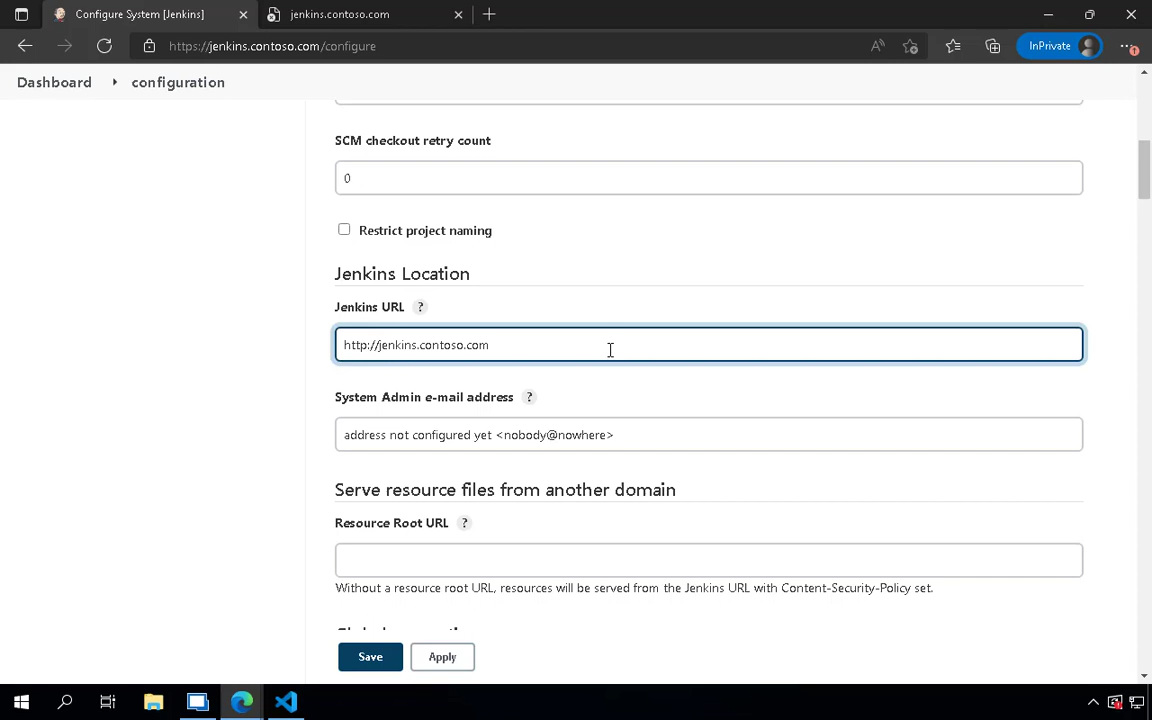 Configure System [Jenkins]
jenkins.contoso.com
https://jenkins.contoso.com/configure
InPrivate
Dashboard
configuration
SCM checkout retry count
0
Restrict project naming
Jenkins Location
Jenkins URL ?
http://jenkins.contoso.com
System Admin e-mail address ?
address not configured yet <nobody@nowhere>
Serve resource files from another domain
Resource Root URL ?
Without a resource root URL, resources will be served from the Jenkins URL with Content-Security-Policy set.
Save
Apply